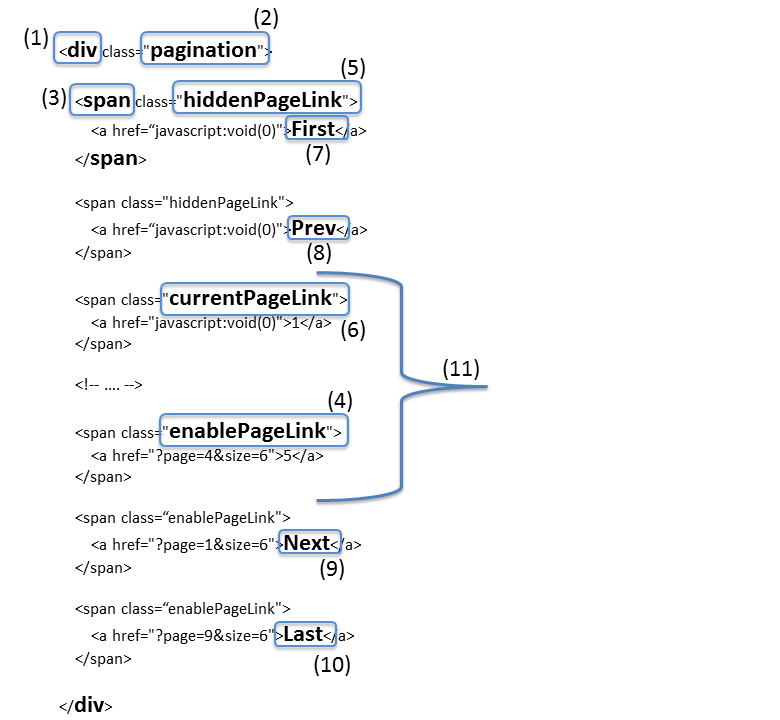 (2)
(1) <div class="pagination">
(5)
(3) <span class="hiddenPageLink">
<a href=“javascript:void(0)">First</a>
</span> (7)
<span class="hiddenPageLink">
<a href=“javascript:void(0)">Prev</a>
</span> (8)
<span class="currentPageLink">
<a href="javascript:void(0)">1</a> (6)
</span>
(11)
<!-- .... -->
(4)
<span class="enablePageLink">
<a href="?page=4&size=6">5</a>
</span>
<span class=“enablePageLink">
<a href="?page=1&size=6">Next</a>
</span> (9)
<span class=“enablePageLink">
<a href="?page=9&size=6">Last</a>
</span> (10)
</div>